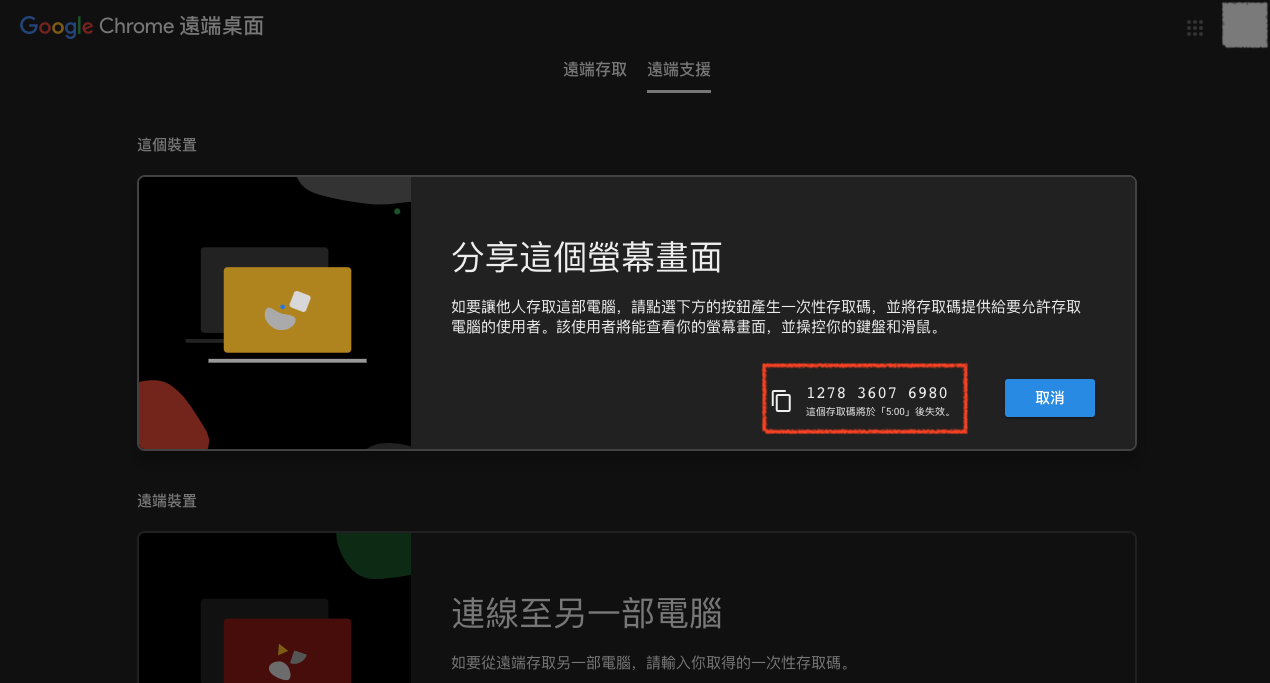 Google Chrome 遠端桌面
遠端存取 遠端支援
這個裝置
分享這個螢幕畫面
如要讓他人存取這部電腦，請點選下方的按鈕產生一次性存取碼，並將存取碼提供給要允許存取
電腦的使用者。該使用者將能查看你的螢幕畫面，並操控你的鍵盤和滑鼠。
1278 3607 6980
這個存取碼將於「5:00」後失效。
取消
遠端裝置
連線至另一部電腦
如要從遠端存取另一部電腦，請輸入你取得的一次性存取碼。